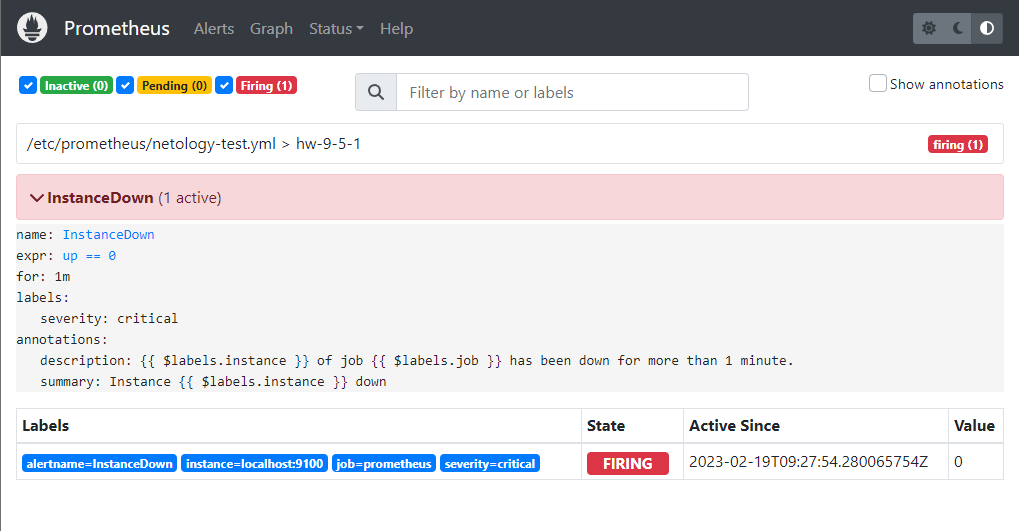 Prometheus Alerts Graph Status Help
Inactive (0) Pending (0) Firing (1) Filter by name or labels Show annotations
/etc/prometheus/netology-test.yml > hw-9-5-1 firing (1)
InstanceDown (1 active)
name: InstanceDown
expr: up == 0
for: 1m
labels:
severity: critical
annotations:
description: {{ $labels.instance }} of job {{ $labels.job }} has been down for more than 1 minute.
summary: Instance {{ $labels.instance }} down
Labels State Active Since Value
alertname=InstanceDown instance=localhost:9100 job=prometheus severity=critical FIRING 2023-02-19T09:27:54.280065754Z 0